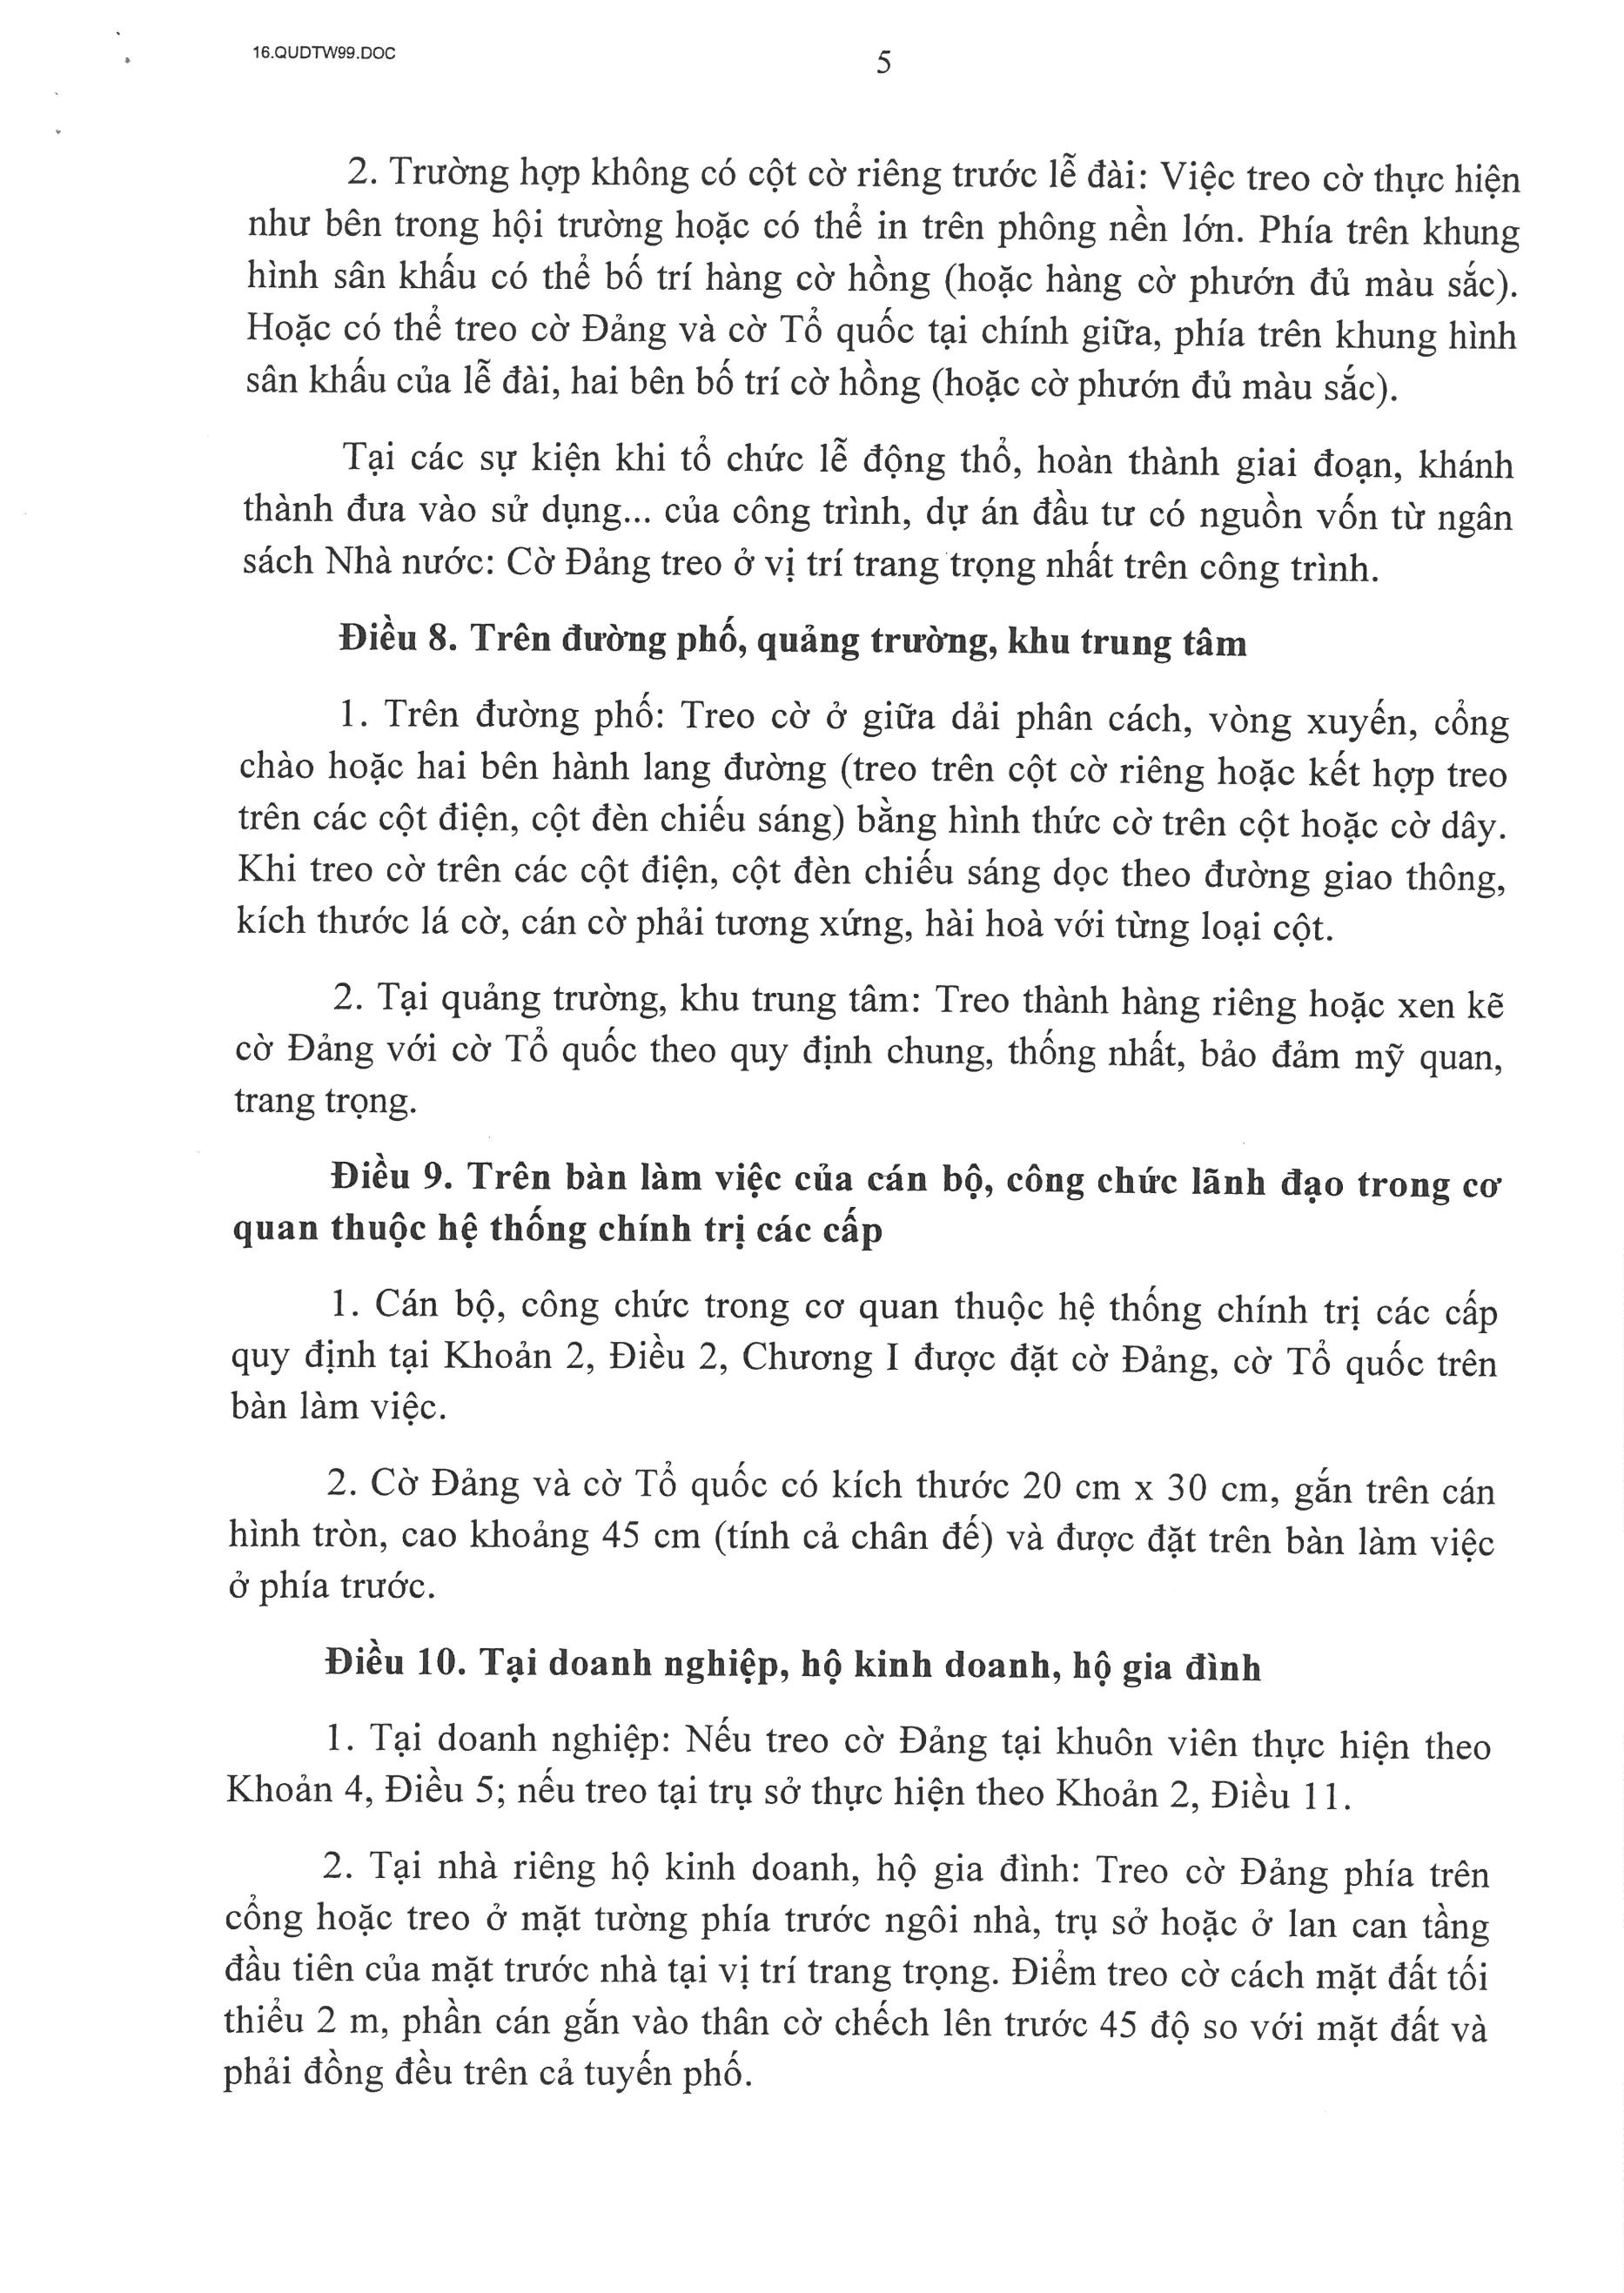 16.QUDTW99.DOC
5
2. Trường hợp không có cột cờ riêng trước lễ đài: Việc treo cờ thực hiện
như bên trong hội trường hoặc có thể in trên phông nền lớn. Phía trên khung
hình sân khấu có thể bố trí hàng cờ hồng (hoặc hàng cờ phướn đủ màu sắc).
Hoặc có thể treo cờ Đảng và cờ Tổ quốc tại chính giữa, phía trên khung hình
sân khấu của lễ đài, hai bên bố trí cờ hồng (hoặc cờ phướn đủ màu sắc).
Tại các sự kiện khi tổ chức lễ động thổ, hoàn thành giai đoạn, khánh
thành đưa vào sử dụng... của công trình, dự án đầu tư có nguồn vốn từ ngân
sách Nhà nước: Cờ Đảng treo ở vị trí trang trọng nhất trên công trình.
Điều 8. Trên đường phố, quảng trường, khu trung tâm
1. Trên đường phố: Treo cờ ở giữa dải phân cách, vòng xuyến, cổng
chào hoặc hai bên hành lang đường (treo trên cột cờ riêng hoặc kết hợp treo
trên các cột điện, cột đèn chiếu sáng) bằng hình thức cờ trên cột hoặc cờ dây.
Khi treo cờ trên các cột điện, cột đèn chiếu sáng dọc theo đường giao thông,
kích thước lá cờ, cán cờ phải tương xứng, hài hoà với từng loại cột.
2. Tại quảng trường, khu trung tâm: Treo thành hàng riêng hoặc xen kẽ
cờ Đảng với cờ Tổ quốc theo quy định chung, thống nhất, bảo đảm mỹ quan,
trang trọng.
Điều 9. Trên bàn làm việc của cán bộ, công chức lãnh đạo trong cơ
quan thuộc hệ thống chính trị các cấp
1. Cán bộ, công chức trong cơ quan thuộc hệ thống chính trị các cấp
quy định tại Khoản 2, Điều 2, Chương I được đặt cờ Đảng, cờ Tổ quốc trên
bàn làm việc.
2. Cờ Đảng và cờ Tổ quốc có kích thước 20 cm x 30 cm, gắn trên cán
hình tròn, cao khoảng 45 cm (tính cả chân đế) và được đặt trên bàn làm việc
ở phía trước.
Điều 10. Tại doanh nghiệp, hộ kinh doanh, hộ gia đình
1. Tại doanh nghiệp: Nếu treo cờ Đảng tại khuôn viên thực hiện theo
Khoản 4, Điều 5; nếu treo tại trụ sở thực hiện theo Khoản 2, Điều 11.
2. Tại nhà riêng hộ kinh doanh, hộ gia đình: Treo cờ Đảng phía trên
cổng hoặc treo ở mặt tường phía trước ngôi nhà, trụ sở hoặc ở lan can tầng
đầu tiên của mặt trước nhà tại vị trí trang trọng. Điểm treo cờ cách mặt đất tối
thiểu 2 m, phần cán gắn vào thân cờ chếch lên trước 45 độ so với mặt đất và
phải đồng đều trên cả tuyến phố.